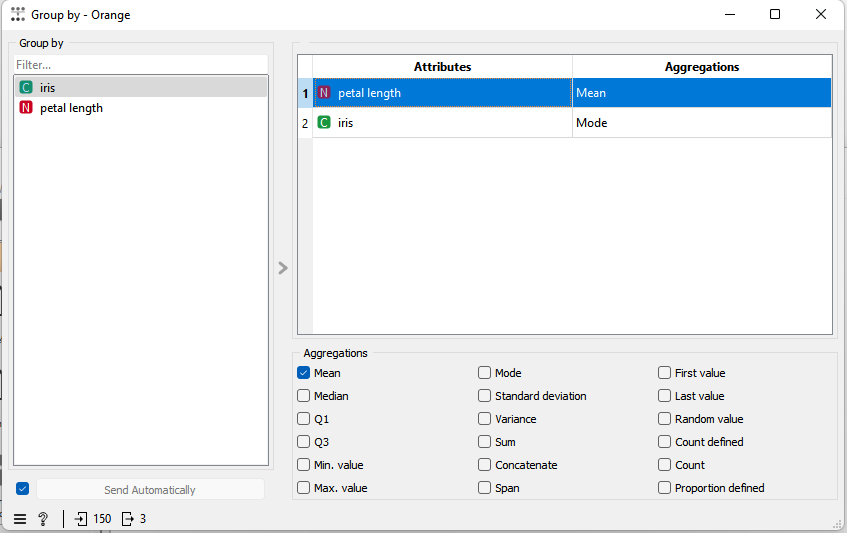 Group by - Orange
Group by
Filter...
C iris
N petal length
Attributes Aggregations
1 N petal length Mean
2 C iris Mode
Aggregations
Mean Mode First value
Median Standard deviation Last value
Q1 Variance Random value
Q3 Sum Count defined
Min. value Concatenate Count
Max. value Span Proportion defined
Send Automatically
? 150 3